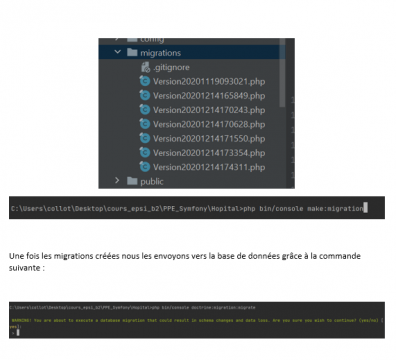 config
migrations
.gitignore
Version20201119093021.php
Version20201214165849.php
Version20201214170243.php
Version20201214170628.php
Version20201214171550.php
Version20201214173354.php
Version20201214174311.php
public
C:\Users\collot\Desktop\cours_epsi_b2\PPE_Symfony\Hopital>php bin/console make:migration
Une fois les migrations créées nous les envoyons vers la base de données grâce à la commande
suivante :
C:\Users\collot\Desktop\cours_epsi_b2\PPE_Symfony\Hopital>php bin/console doctrine:migration:migrate
WARNING! You are about to execute a database migration that could result in schema changes and data loss. Are you sure you wish to continue? (yes/no) [
yes]:
>